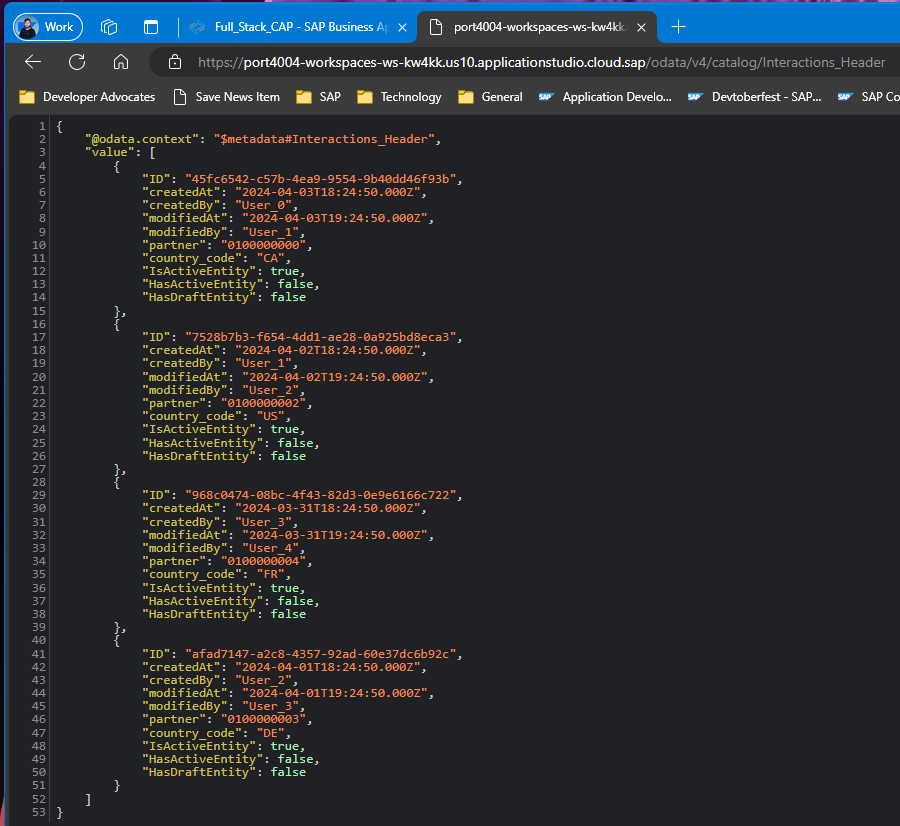 Work
Full_Stack_CAP - SAP Business Ap
port4004-workspaces-ws-kw4kk.
https://port4004-workspaces-ws-kw4kk.us10.applicationstudio.cloud.sap/odata/v4/catalog/Interactions_Header
Developer Advocates Save News Item SAP Technology General Application Develo... Devtoberfest - SAP... SAP Co
1 {
2 "@odata.context": "$metadata#Interactions_Header",
3 "value": [
4 {
5 "ID": "45fc6542-c57b-4ea9-9554-9b40dd46f93b",
6 "createdAt": "2024-04-03T18:24:50.000Z",
7 "createdBy": "User_0",
8 "modifiedAt": "2024-04-03T19:24:50.000Z",
9 "modifiedBy": "User_1",
10 "partner": "0100000000",
11 "country_code": "CA",
12 "IsActiveEntity": true,
13 "HasActiveEntity": false,
14 "HasDraftEntity": false
15 },
16 {
17 "ID": "7528b7b3-f654-4dd1-ae28-0a925bd8eca3",
18 "createdAt": "2024-04-02T18:24:50.000Z",
19 "createdBy": "User_1",
20 "modifiedAt": "2024-04-02T19:24:50.000Z",
21 "modifiedBy": "User_2",
22 "partner": "0100000002",
23 "country_code": "US",
24 "IsActiveEntity": true,
25 "HasActiveEntity": false,
26 "HasDraftEntity": false
27 },
28 {
29 "ID": "968c0474-08bc-4f43-82d3-0e9e6166c722",
30 "createdAt": "2024-03-31T18:24:50.000Z",
31 "createdBy": "User_3",
32 "modifiedAt": "2024-03-31T19:24:50.000Z",
33 "modifiedBy": "User_4",
34 "partner": "0100000004",
35 "country_code": "FR",
36 "IsActiveEntity": true,
37 "HasActiveEntity": false,
38 "HasDraftEntity": false
39 },
40 {
41 "ID": "afad7147-a2c8-4357-92ad-60e37dc6b92c",
42 "createdAt": "2024-04-01T18:24:50.000Z",
43 "createdBy": "User_2",
44 "modifiedAt": "2024-04-01T19:24:50.000Z",
45 "modifiedBy": "User_3",
46 "partner": "0100000003",
47 "country_code": "DE",
48 "IsActiveEntity": true,
49 "HasActiveEntity": false,
50 "HasDraftEntity": false
51 }
52 ]
53 }